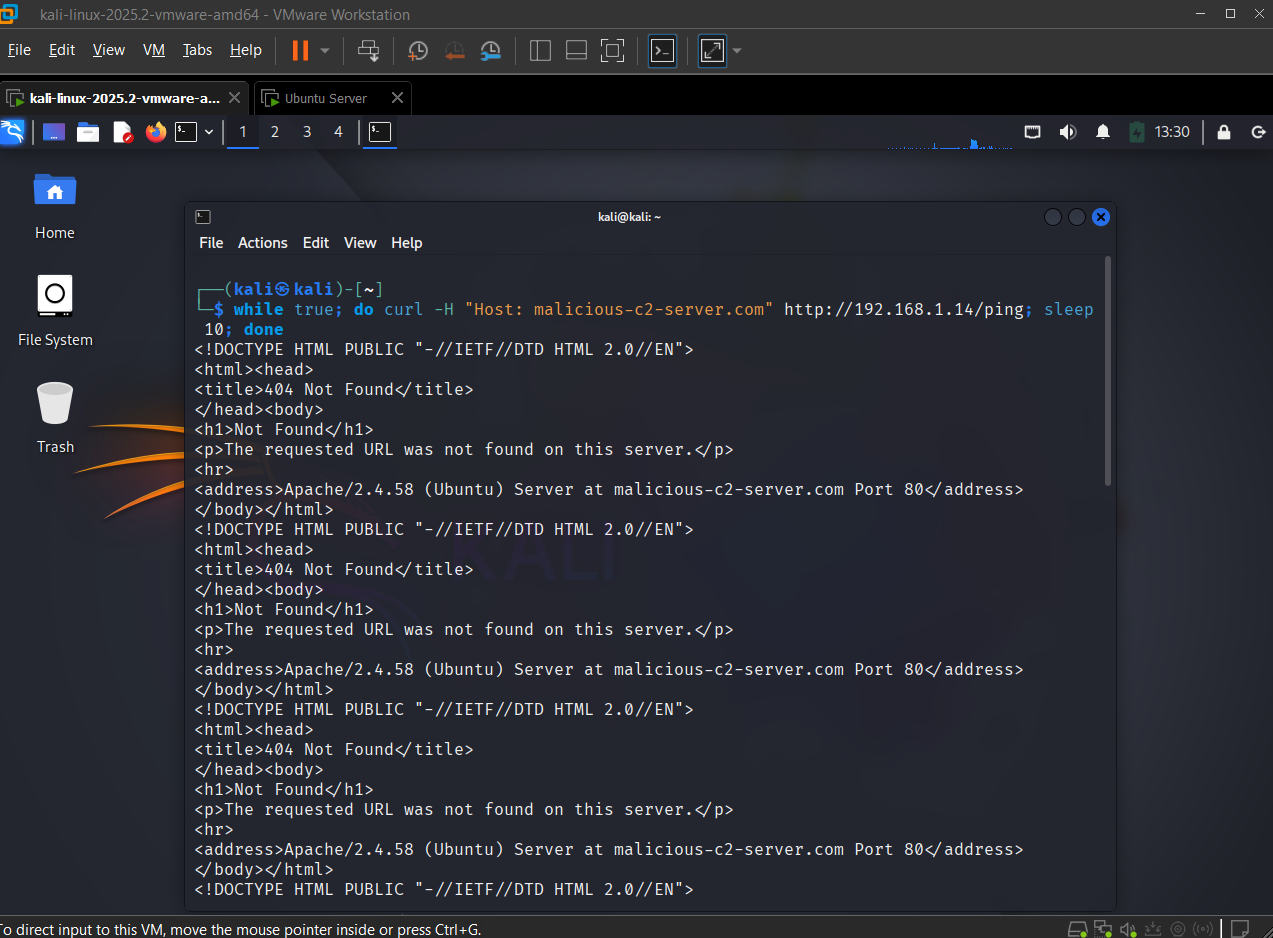 kali-linux-2025.2-vmware-amd64 - VMware Workstation
File Edit View VM Tabs Help
kali-linux-2025.2-vmware-a... Ubuntu Server
1 2 3 4 13:30
Home
File System
Trash
kali@kali: ~
File Actions Edit View Help
┌──(kali㉿kali)-[~]
└─$ while true; do curl -H "Host: malicious-c2-server.com" http://192.168.1.14/ping; sleep
10; done
<!DOCTYPE HTML PUBLIC "-//IETF//DTD HTML 2.0//EN">
<html><head>
<title>404 Not Found</title>
</head><body>
<h1>Not Found</h1>
<p>The requested URL was not found on this server.</p>
<hr>
<address>Apache/2.4.58 (Ubuntu) Server at malicious-c2-server.com Port 80</address>
</body></html>
<!DOCTYPE HTML PUBLIC "-//IETF//DTD HTML 2.0//EN">
<html><head>
<title>404 Not Found</title>
</head><body>
<h1>Not Found</h1>
<p>The requested URL was not found on this server.</p>
<hr>
<address>Apache/2.4.58 (Ubuntu) Server at malicious-c2-server.com Port 80</address>
</body></html>
<!DOCTYPE HTML PUBLIC "-//IETF//DTD HTML 2.0//EN">
<html><head>
<title>404 Not Found</title>
</head><body>
<h1>Not Found</h1>
<p>The requested URL was not found on this server.</p>
<hr>
<address>Apache/2.4.58 (Ubuntu) Server at malicious-c2-server.com Port 80</address>
</body></html>
<!DOCTYPE HTML PUBLIC "-//IETF//DTD HTML 2.0//EN">
KALI
To direct input to this VM, move the mouse pointer inside or press Ctrl+G.